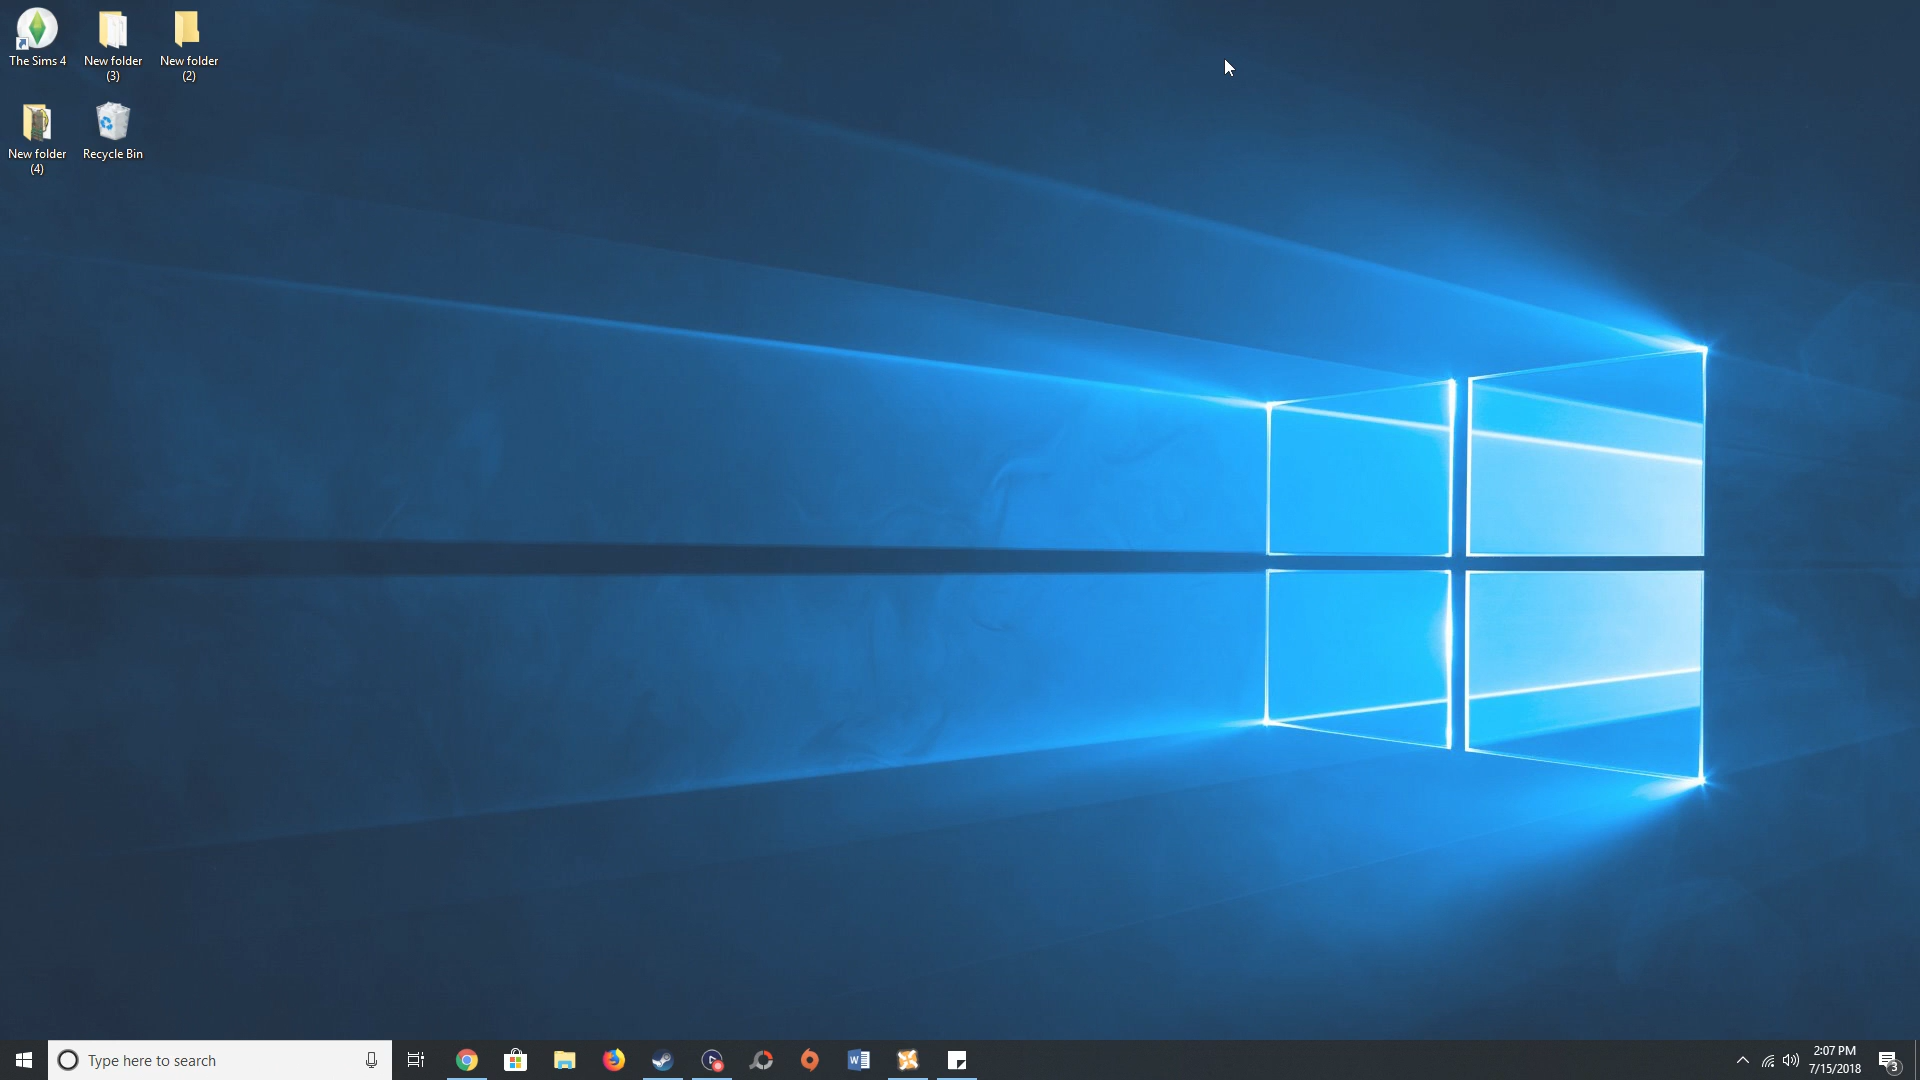 The Sims 4
New folder
(3)
New folder
(2)
New folder
(4)
Recycle Bin
Type here to search
W
2:07 PM
7/15/2018
3